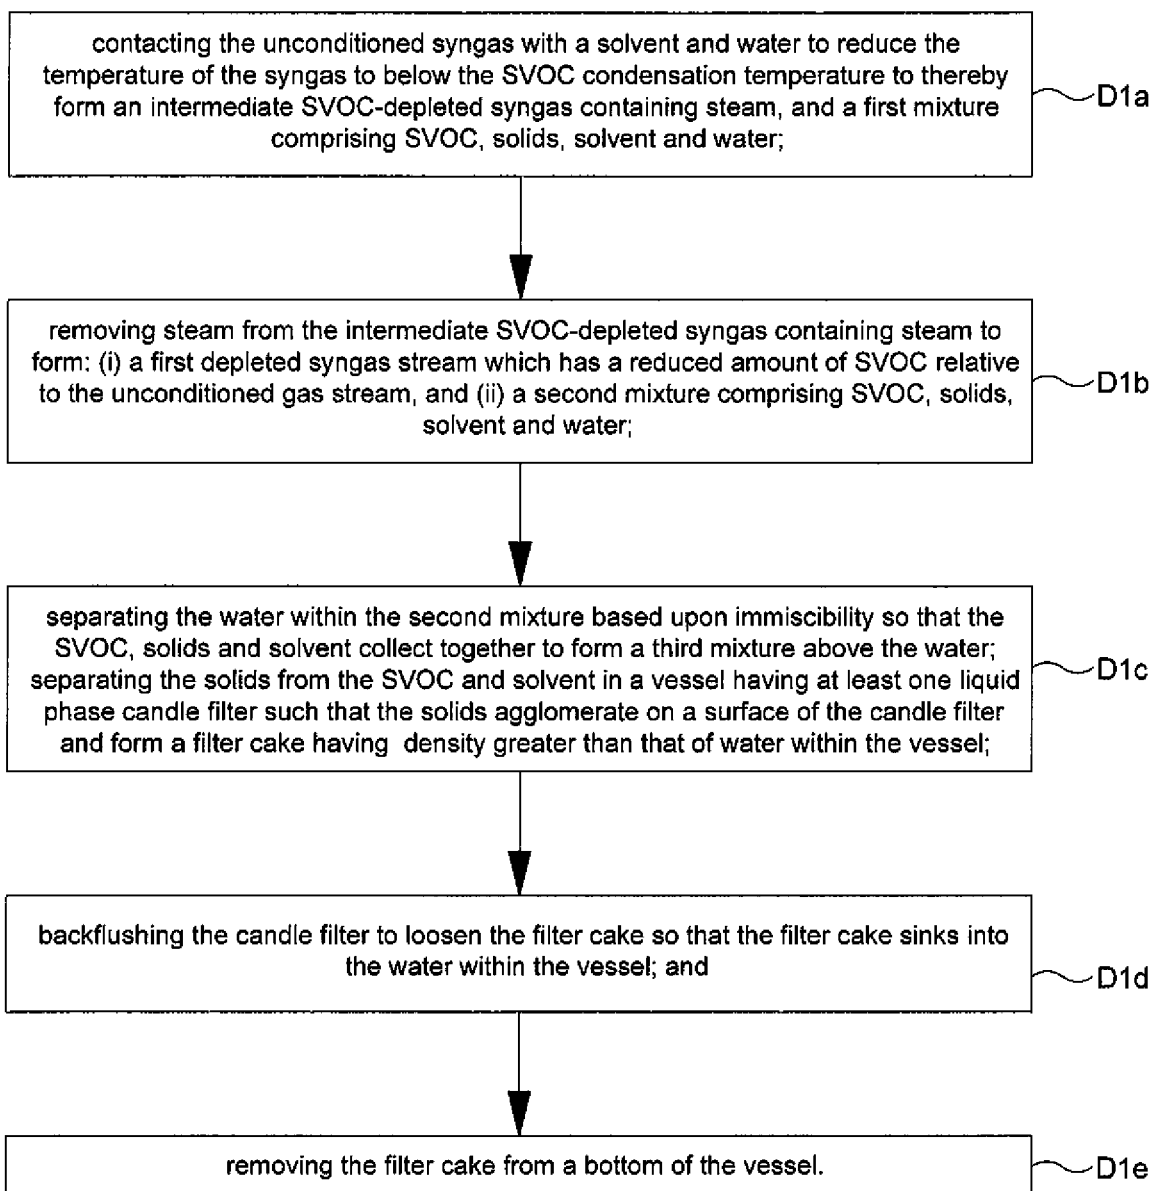 contacting the unconditioned syngas with a solvent and water to reduce the
temperature of the syngas to below the SVOC condensation temperature to thereby
form an intermediate SVOC-depleted syngas containing steam, and a first mixture
comprising SVOC, solids, solvent and water;
D1a
removing steam from the intermediate SVOC-depleted syngas containing steam to
form: (i) a first depleted syngas stream which has a reduced amount of SVOC relative
to the unconditioned gas stream, and (ii) a second mixture comprising SVOC, solids,
solvent and water;
D1b
separating the water within the second mixture based upon immiscibility so that the
SVOC, solids and solvent collect together to form a third mixture above the water;
separating the solids from the SVOC and solvent in a vessel having at least one liquid
phase candle filter such that the solids agglomerate on a surface of the candle filter
and form a filter cake having density greater than that of water within the vessel;
D1c
backflushing the candle filter to loosen the filter cake so that the filter cake sinks into
the water within the vessel; and
D1d
removing the filter cake from a bottom of the vessel.
D1e